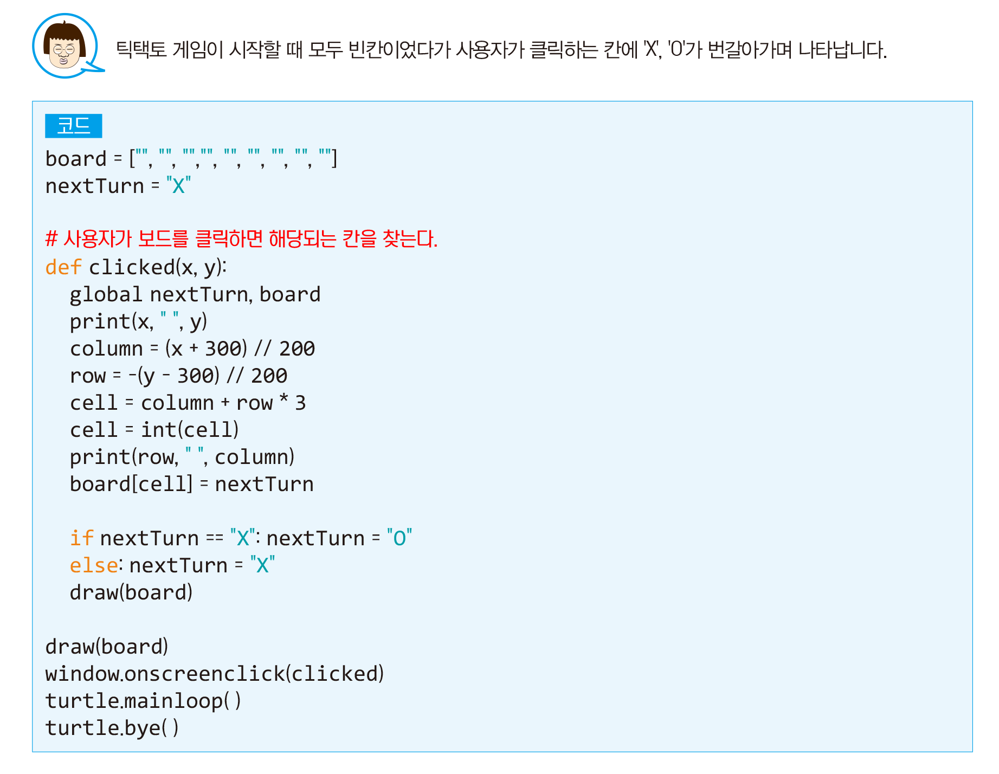 틱택토 게임이 시작할 때 모두 빈칸이었다가 사용자가 클릭하는 칸에 'X', 'O'가 번갈아가며 나타납니다.
코드
board = ["", "", "","", "", "", "", "", ""]
nextTurn = "X"
# 사용자가 보드를 클릭하면 해당되는 칸을 찾는다.
def clicked(x, y):
global nextTurn, board
print(x, " ", y)
column = (x + 300) // 200
row = -(y - 300) // 200
cell = column + row * 3
cell = int(cell)
print(row, " ", column)
board[cell] = nextTurn
if nextTurn == "X": nextTurn = "O"
else: nextTurn = "X"
draw(board)
draw(board)
window.onscreenclick(clicked)
turtle.mainloop( )
turtle.bye( )